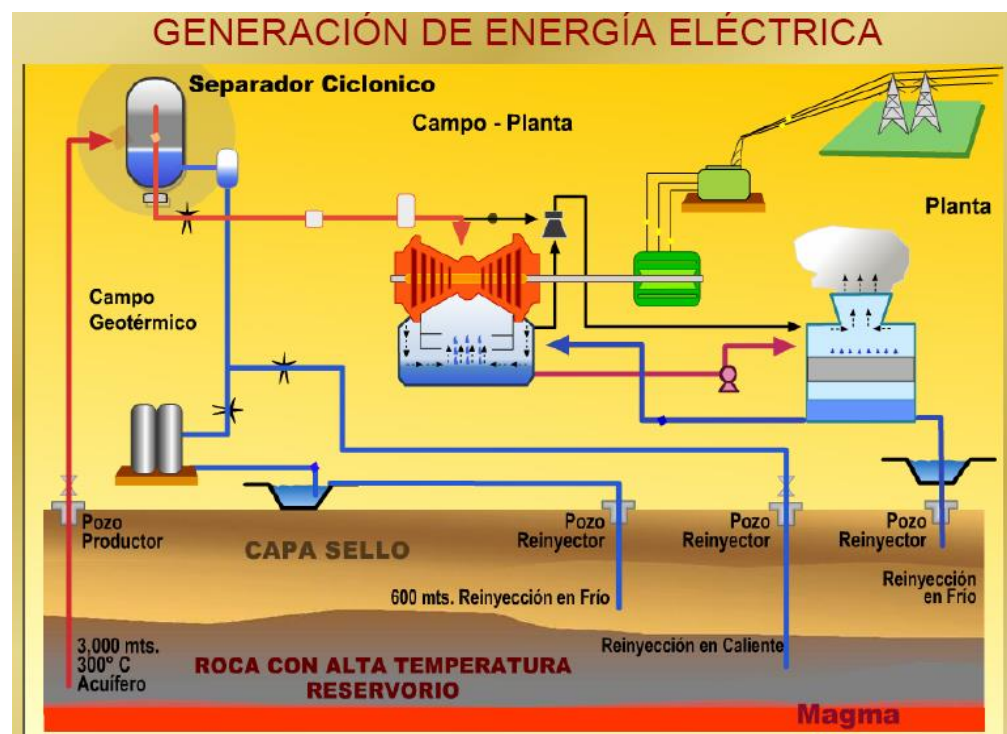 GENERACIÓN DE ENERGÍA ELÉCTRICA
Separador Ciclonico
Campo - Planta
Planta
Campo
Geotérmico
Pozo
Productor
CAPA SELLO
Pozo
Reinyector
Pozo
Reinyector
Pozo
Reinyector
600 mts. Reinyección en Frío
Reinyección
en Frío
3,000 mts.
300° C
Acuífero
ROCA CON ALTA TEMPERATURA
RESERVORIO
Reinyección en Caliente
Magma